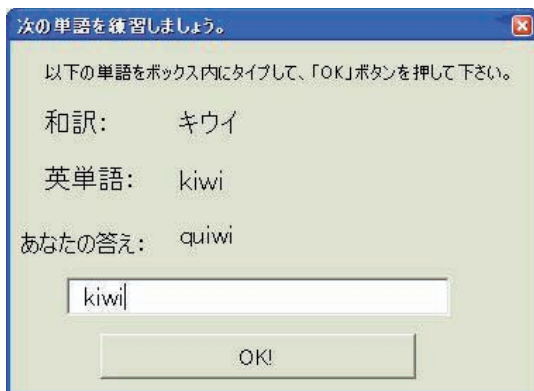 次の単語を練習しましょう。
以下の単語をボックス内にタイプして、「OK」ボタンを押して下さい。
和訳: キウイ
英単語: kiwi
あなたの答え: quiwi
kiwi
OK!